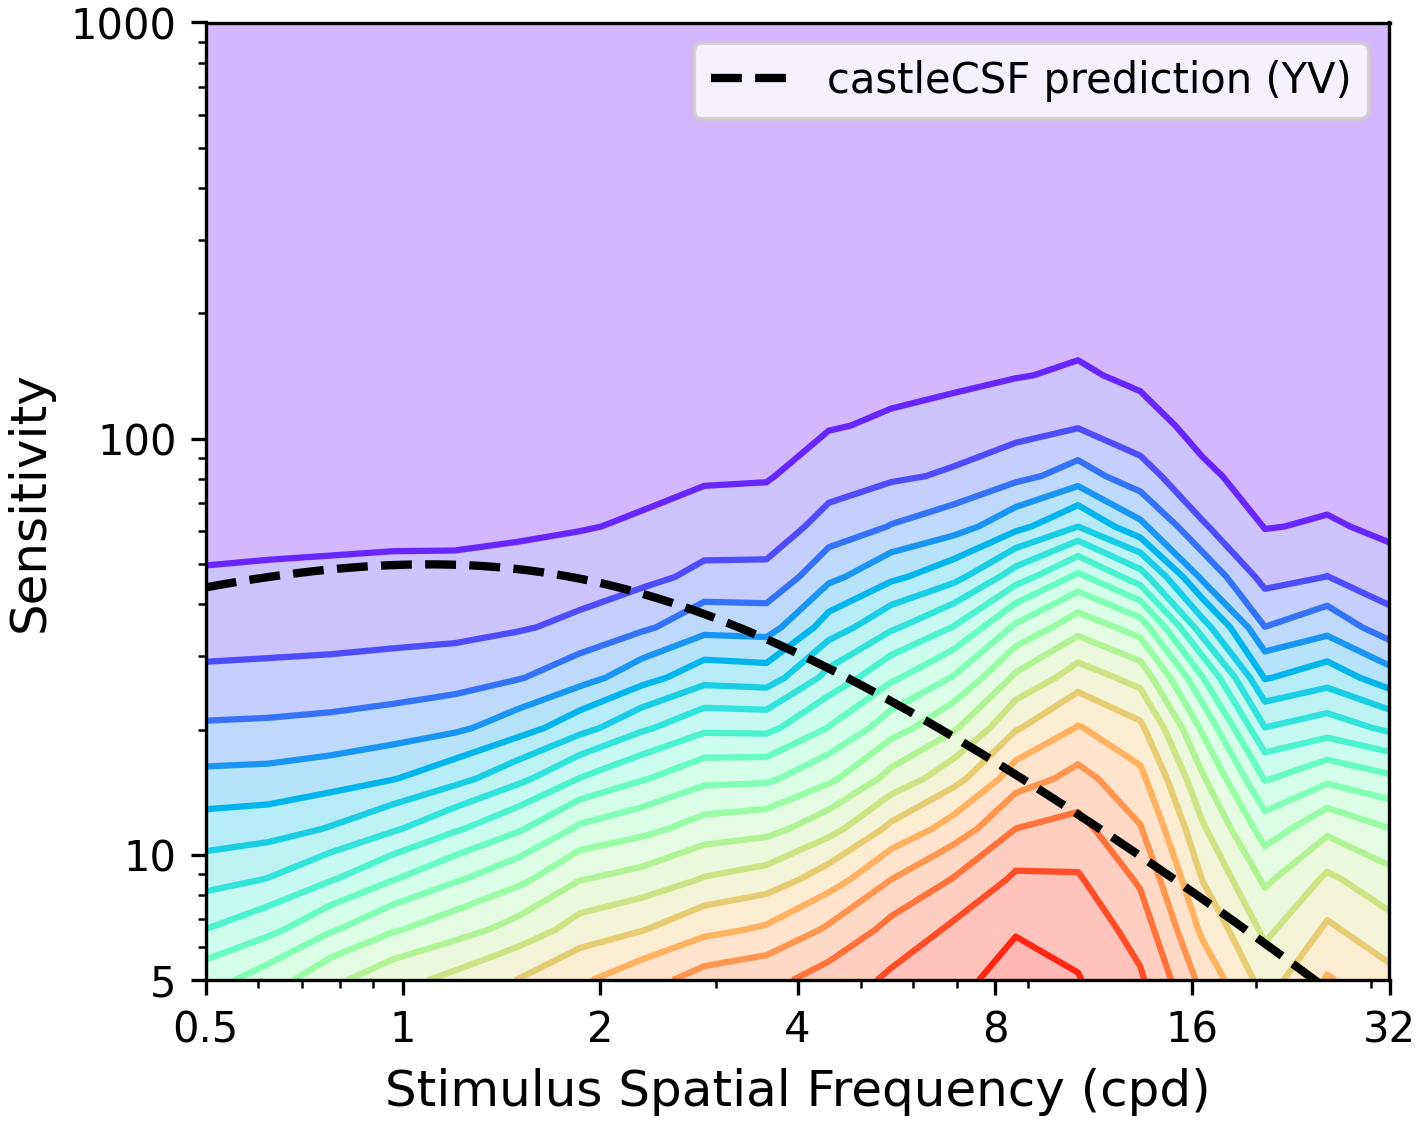 1000
castleCSF prediction (YV)
100
Sensitivity
10
5
0.5 1 2 4 8 16 32
Stimulus Spatial Frequency (cpd)